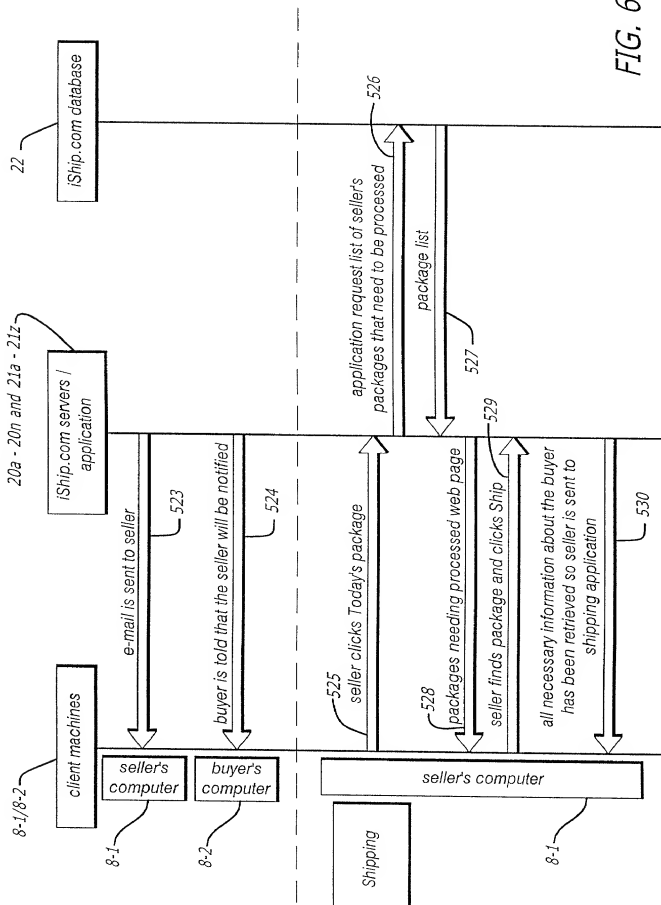 8-1/8-2
20a - 20n and 21a - 21z
22
client machines
iShip.com servers /
application
iShip.com database
seller's
computer
8-1
e-mail is sent to seller
523
buyer's
computer
8-2
buyer is told that the seller will be notified
524
Shipping
seller's computer
8-1
525
seller clicks Today's package
application request list of seller's
packages that need to be processed
526
package list
527
528
packages needing processed web page
seller finds package and clicks Ship
529
all necessary information about the buyer
has been retrieved so seller is sent to
shipping application
530
FIG. 6